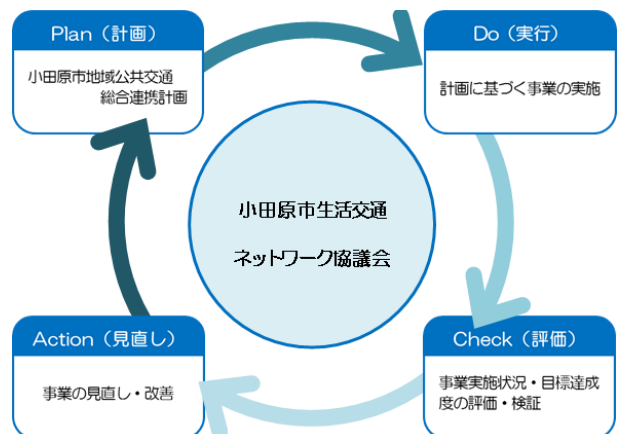 Plan（計画）
小田原市地域公共交通
総合連携計画
Do（実行）
計画に基づく事業の実施
小田原市生活交通
ネットワーク協議会
Action（見直し）
事業の見直し・改善
Check（評価）
事業実施状況・目標達成
度の評価・検証